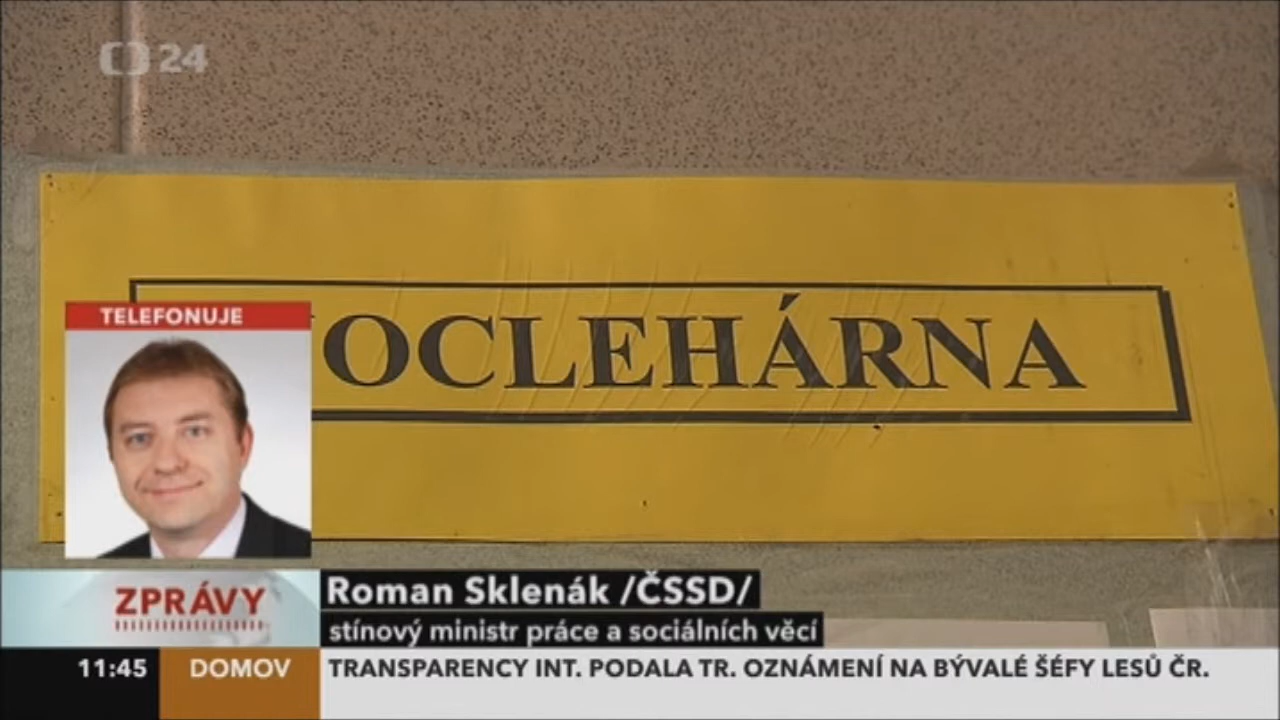 ČT 24
OCLEHÁRNA
TELEFONUJE
ZPRÁVY
Roman Sklenák /ČSSD/
stínový ministr práce a sociálních věcí
11:45
DOMOV
TRANSPARENCY INT. PODALA TR. OZNÁMENÍ NA BÝVALÉ ŠÉFY LESŮ ČR.